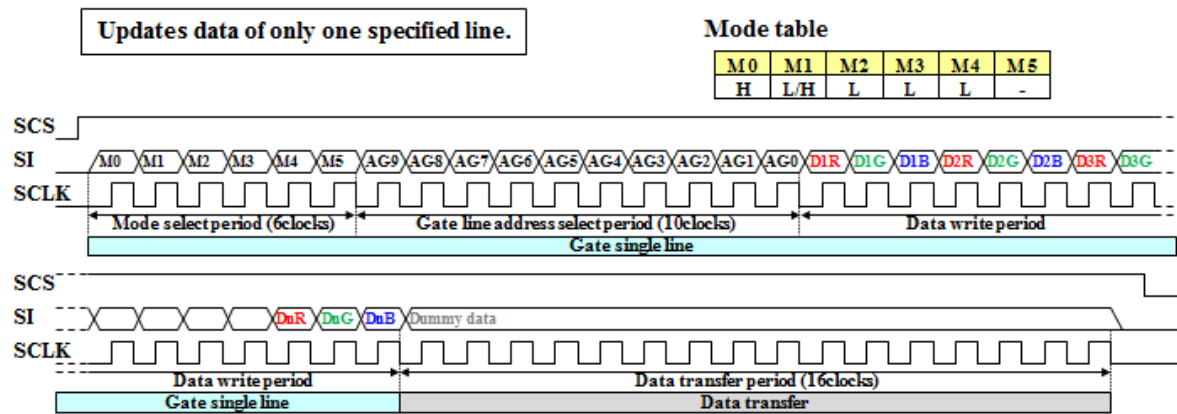 Updates data of only one specified line.
Mode table
M0 M1 M2 M3 M4 M5
H L/H L L L -
SCS
SI M0 M1 M2 M3 M4 M5 AG9 AG8 AG7 AG6 AG5 AG4 AG3 AG2 AG1 AG0 D1R D1G D1B D2R D2G D2B D3R D3G
SCLK
Mode select period (6clocks) Gate line address select period (10clocks) Data write period
Gate single line
SCS
SI DnR DnG DnB Dummy data
SCLK
Data write period Data transfer period (16clocks)
Gate single line Data transfer